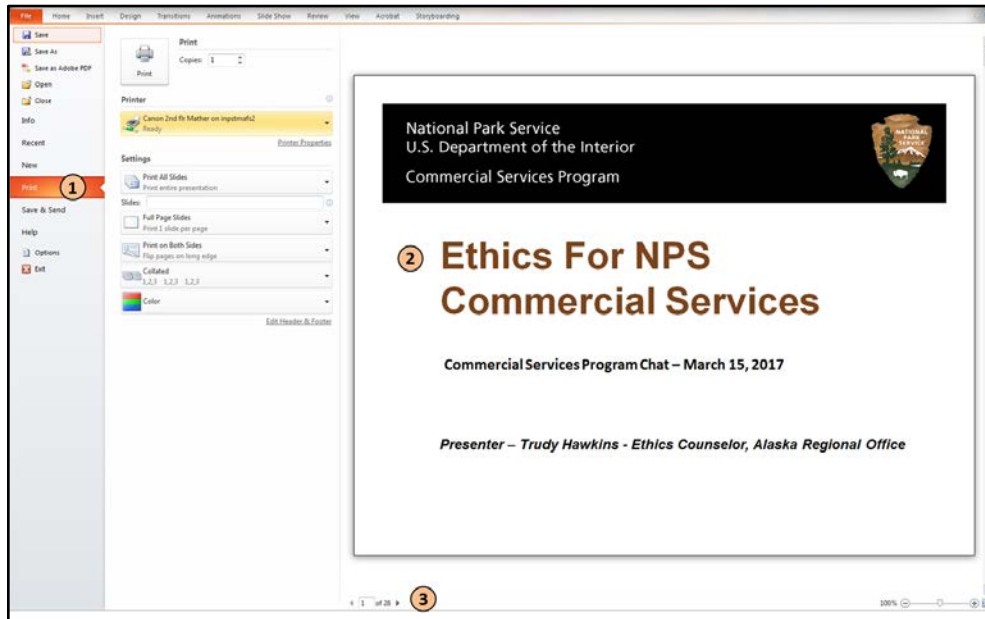 File Home Insert Design Transitions Animations Slide Show Review View Acrobat Storyboarding
Save
Save As
Save as Adobe PDF
Open
Close
Info
Recent
New
Print 1
Save & Send
Help
Options
Exit
Print
Copies: 1
Print
Printer
Canon 2nd flr Mather on inpstmafs2
Ready
Printer Properties
Settings
Print All Slides
Print entire presentation
Slides:
Full Page Slides
Print 1 slide per page
Print on Both Sides
Flip pages on long edge
Collated
1,2,3 1,2,3 1,2,3
Color
Edit Header & Footer
National Park Service
U.S. Department of the Interior
Commercial Services Program
NATIONAL
PARK
SERVICE
2 Ethics For NPS
Commercial Services
Commercial Services Program Chat – March 15, 2017
Presenter – Trudy Hawkins - Ethics Counselor, Alaska Regional Office
1 of 28 3
100%